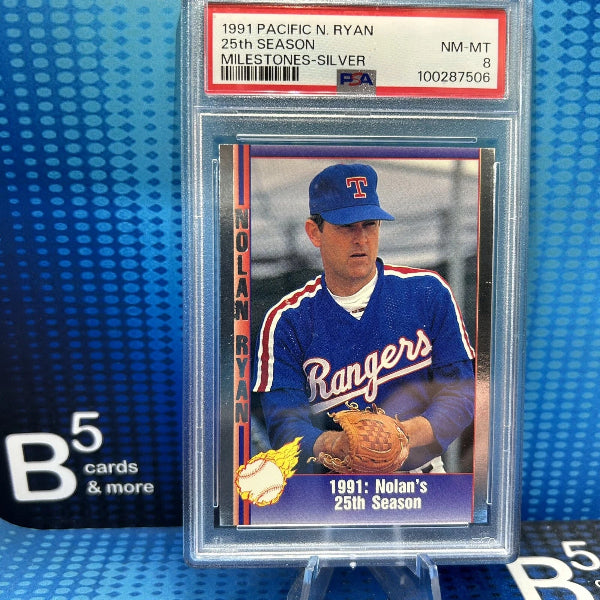 1991 PACIFIC N. RYAN
25th SEASON
MILESTONES-SILVER
NM-MT
8
100287506
PSA
NOLAN RYAN
T
Rangers
1991: Nolan's
25th Season
B5
cards
& more
B5
cards